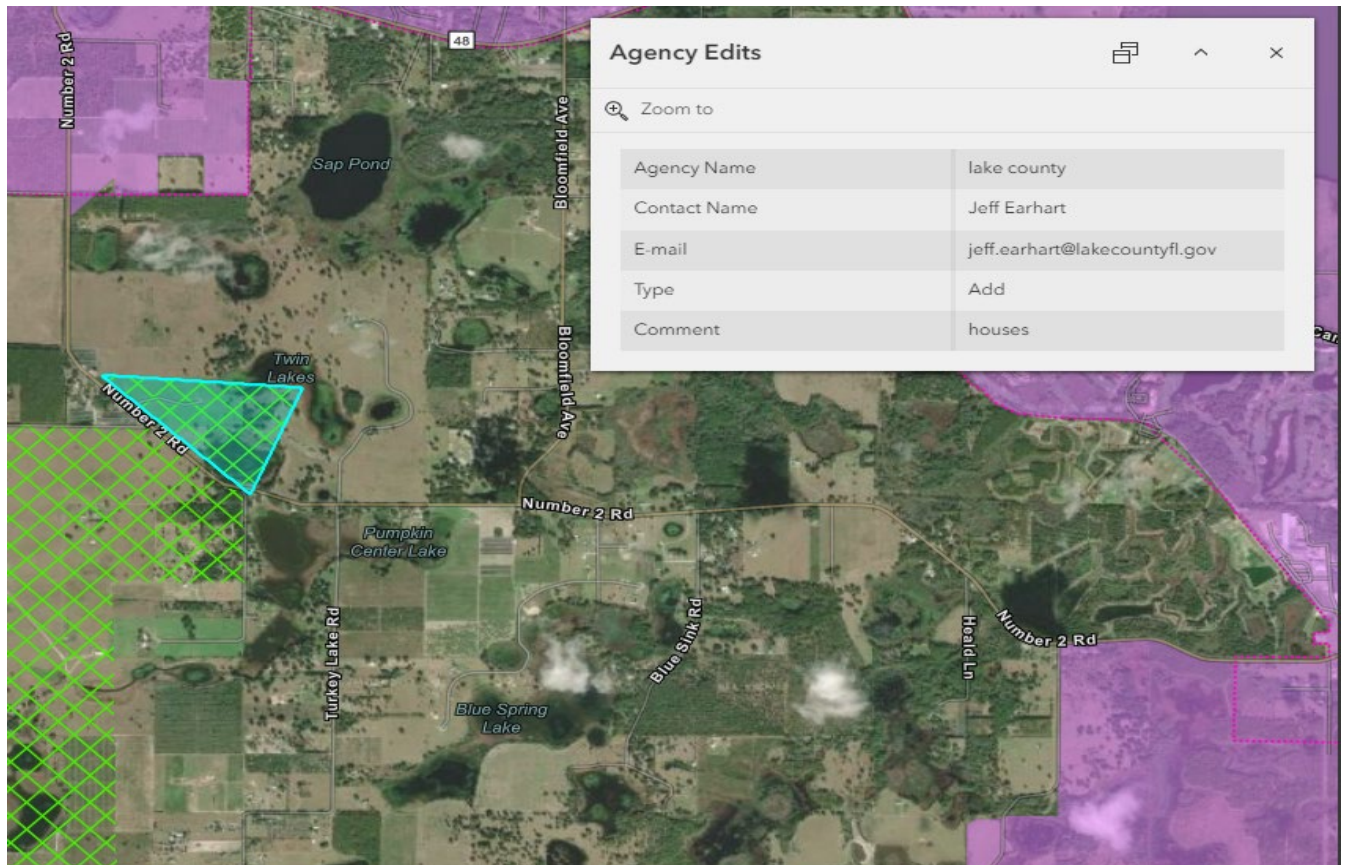 Agency Edits
Zoom to
Agency Name lake county
Contact Name Jeff Earhart
E-mail jeff.earhart@lakecountyfl.gov
Type Add
Comment houses
48
Number 2 Rd
Sap Pond
Bloomfield Ave
Twin
Lakes
Bloomfield Ave
Number 2 Rd
Number 2 Rd
Pumpkin
Center Lake
Turkey Lake Rd
Blue Sink Rd
Heald Ln
Number 2 Rd
Blue Spring
Lake